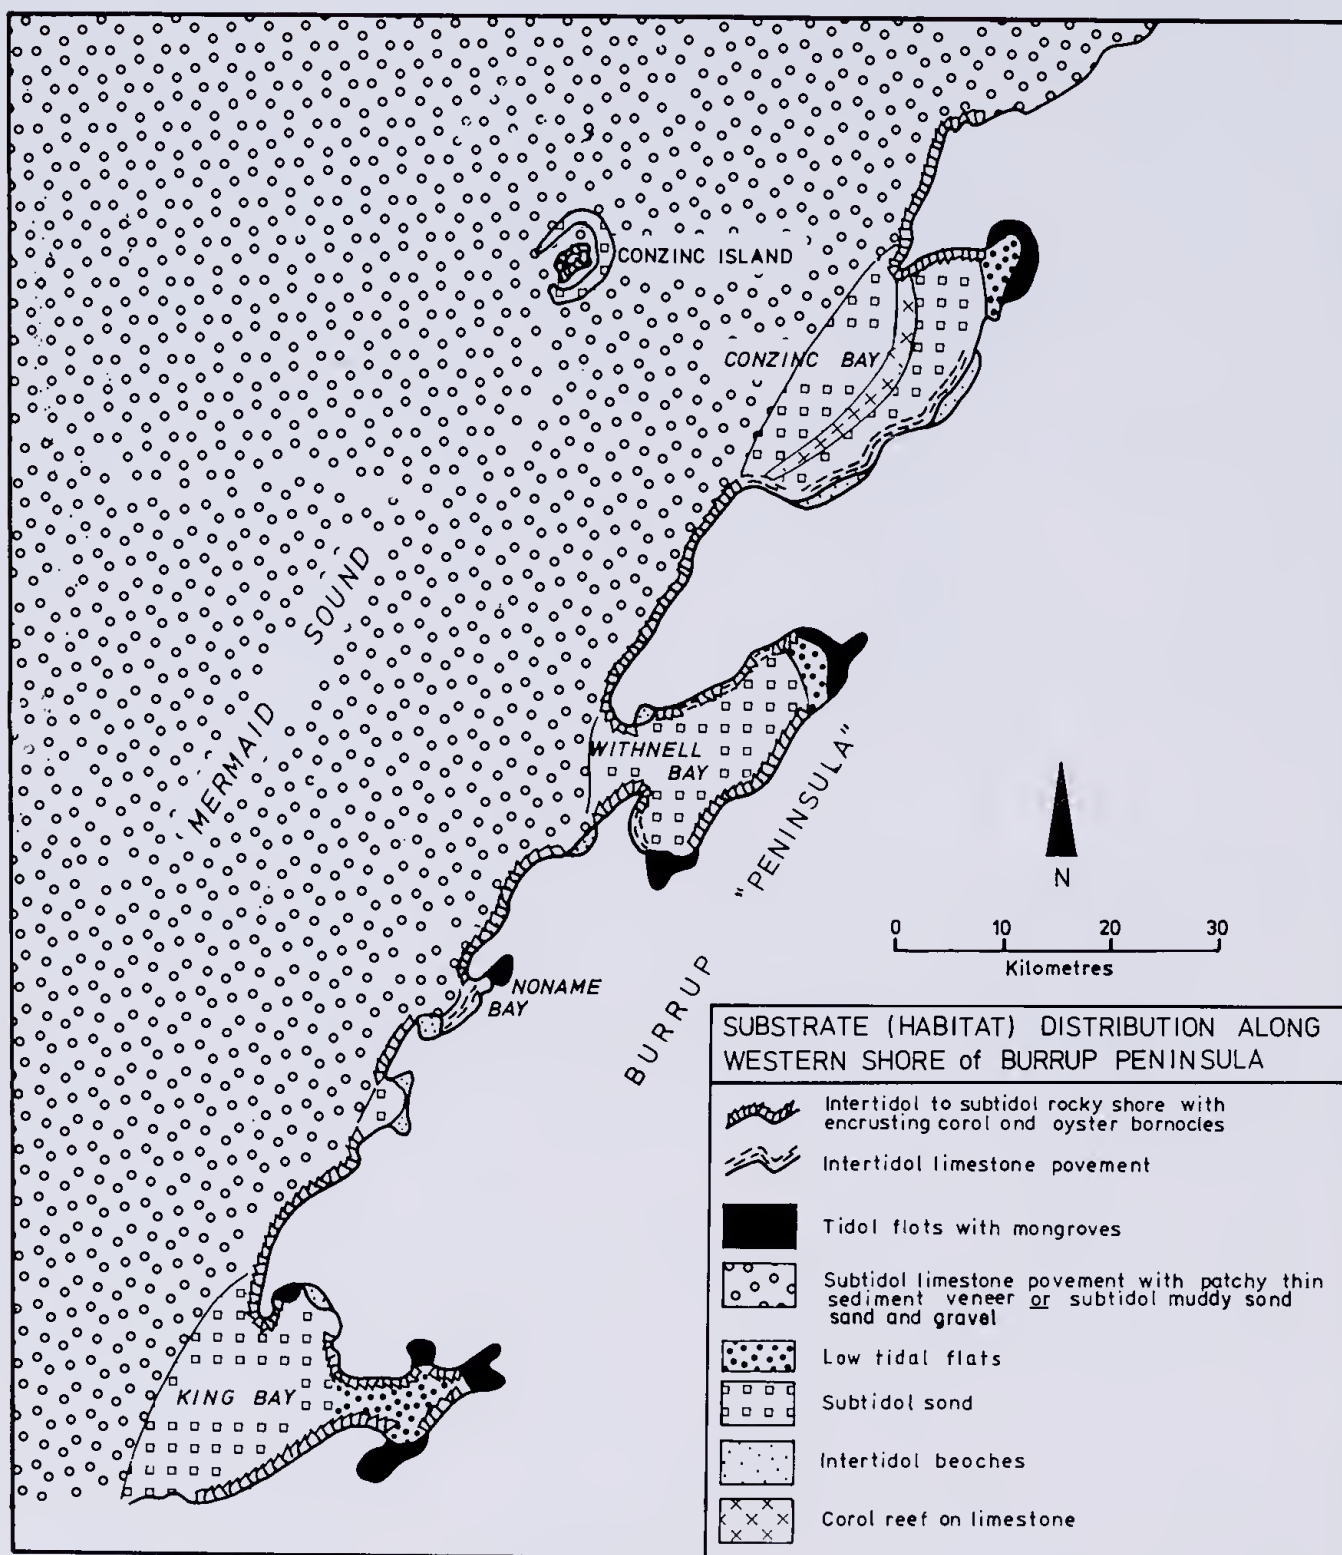 CONZINC ISLAND
CONZINC BAY
MERMAID SOUND
WITHNELL
BAY
BURRUP "PENINSULA"
N
NONAME
BAY
0 10 20 30
Kilometres
KING BAY
SUBSTRATE (HABITAT) DISTRIBUTION ALONG
WESTERN SHORE of BURRUP PENINSULA
Intertidol to subtidol rocky shore with
encrusting corol ond oyster bornocles
Intertidol limestone povement
Tidol flots with mongroves
Subtidol limestone povement with patchy thin
sediment veneer or subtidol muddy sond
sand and gravel
Low tidal flats
Subtidol sond
Intertidol beoches
Corol reef on limestone